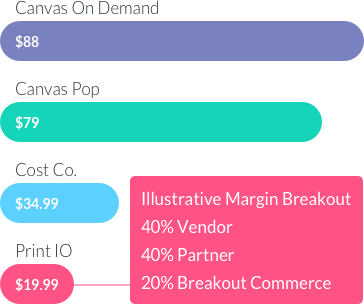 Canvas On Demand
$88
Canvas Pop
$79
Cost Co.
$34.99
Print IO
$19.99
Illustrative Margin Breakout
40% Vendor
40% Partner
20% Breakout Commerce